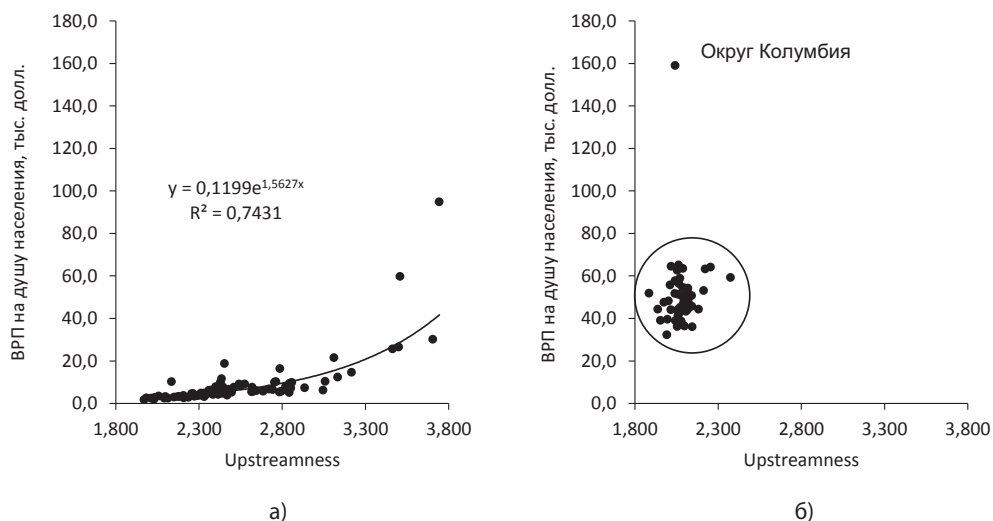 ВРП на душу населения, тыс. долл.
180,0
160,0
140,0
120,0
100,0
80,0
60,0
40,0
20,0
0,0
y = 0,1199e^1,5627x
R² = 0,7431
1,800 2,300 2,800 3,300 3,800
Upstreamness
а)
ВРП на душу населения, тыс. долл.
180,0
160,0
140,0
120,0
100,0
80,0
60,0
40,0
20,0
0,0
Округ Колумбия
1,800 2,300 2,800 3,300 3,800
Upstreamness
б)